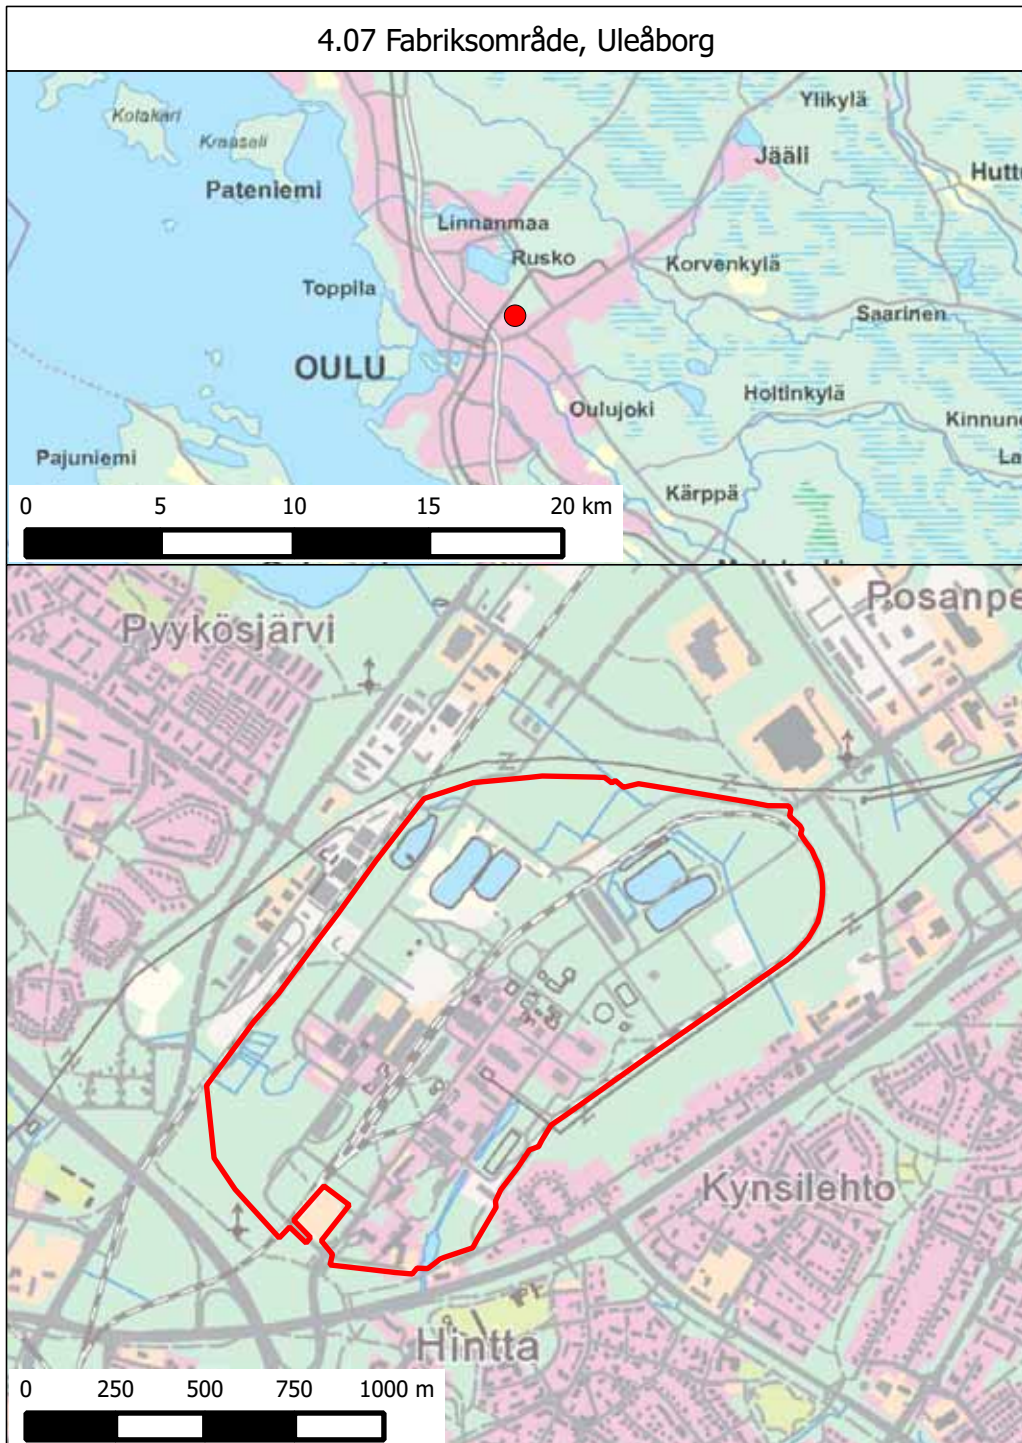 4.07 Fabriksområde, Uleåborg
Ylikylä
Kotakari
Kraaseli
Jääli
Pateniemi
Linnanmaa
Rusko
Korvenkylä
Toppila
Saarinen
OULU
Holtinkylä
Oulujoki
Pajuniemi
Kärppä
0 5 10 15 20 km
Posanpe
Pyykösjärvi
Kynsilehto
Hintta
0 250 500 750 1000 m